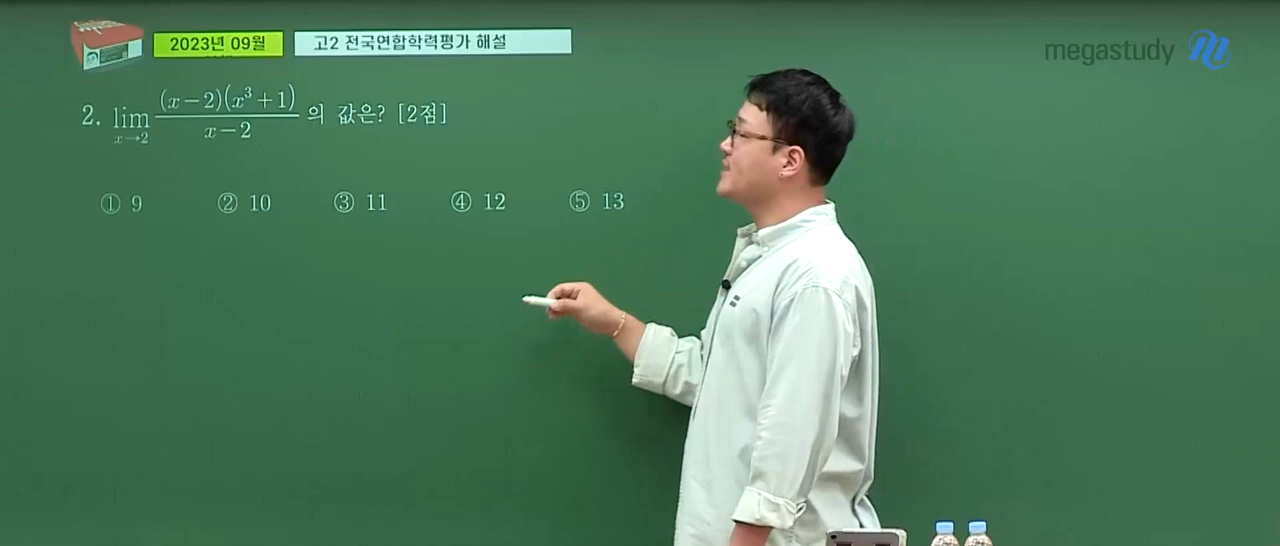 2023년 09월 고2 전국연합학력평가 해설
megastudy
2. lim x→2 (x-2)(x³+1) / x-2 의 값은? [2점]
① 9 ② 10 ③ 11 ④ 12 ⑤ 13